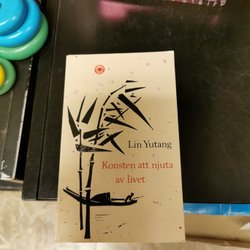 Lin Yutang
Konsten att njuta
av livet